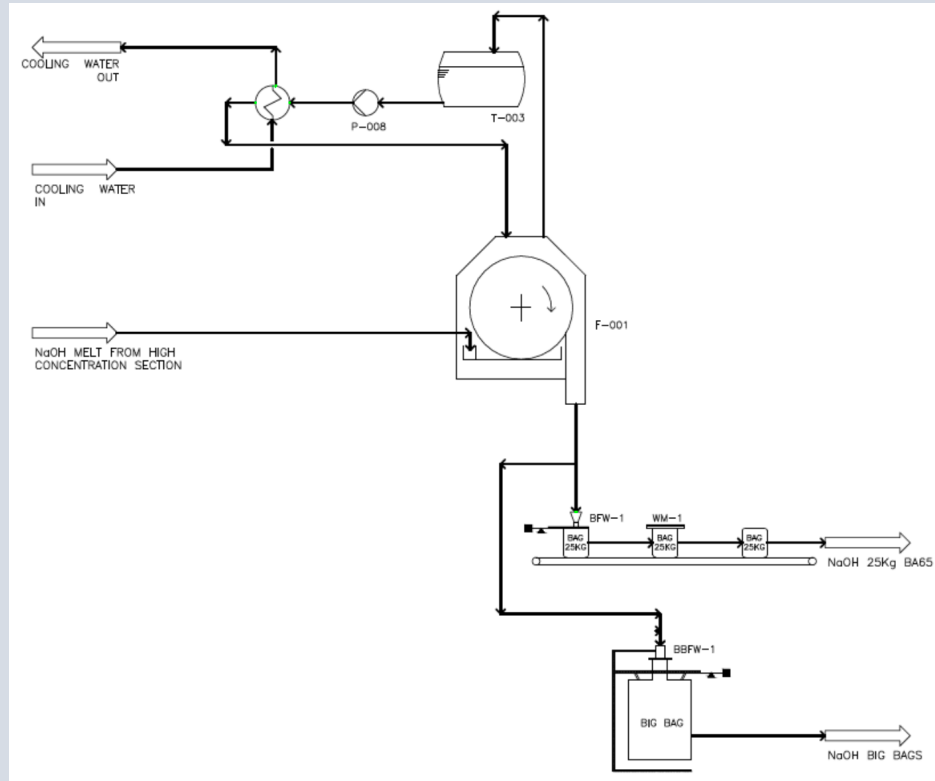 COOLING WATER
OUT
P-008
T-003
COOLING WATER
IN
F-001
NaOH MELT FROM HIGH
CONCENTRATION SECTION
BFW-1
WM-1
BAG
25KG
BAG
25KG
BAG
25KG
NaOH 25Kg BA65
BBFW-1
BIG BAG
NaOH BIG BAGS